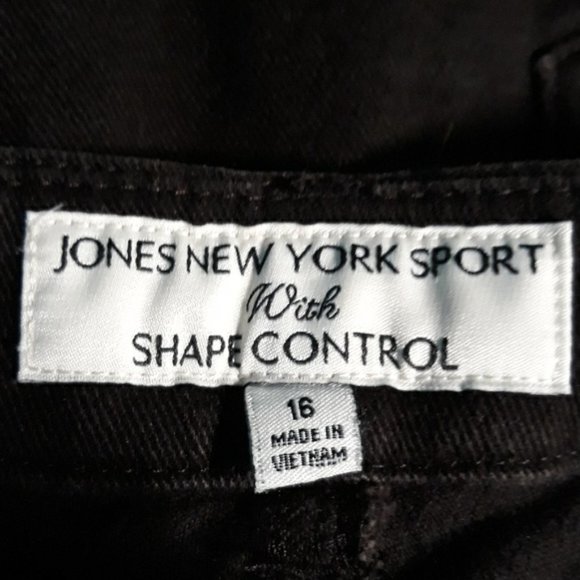 JONES NEW YORK SPORT
With
SHAPE CONTROL
16
MADE IN
VIETNAM